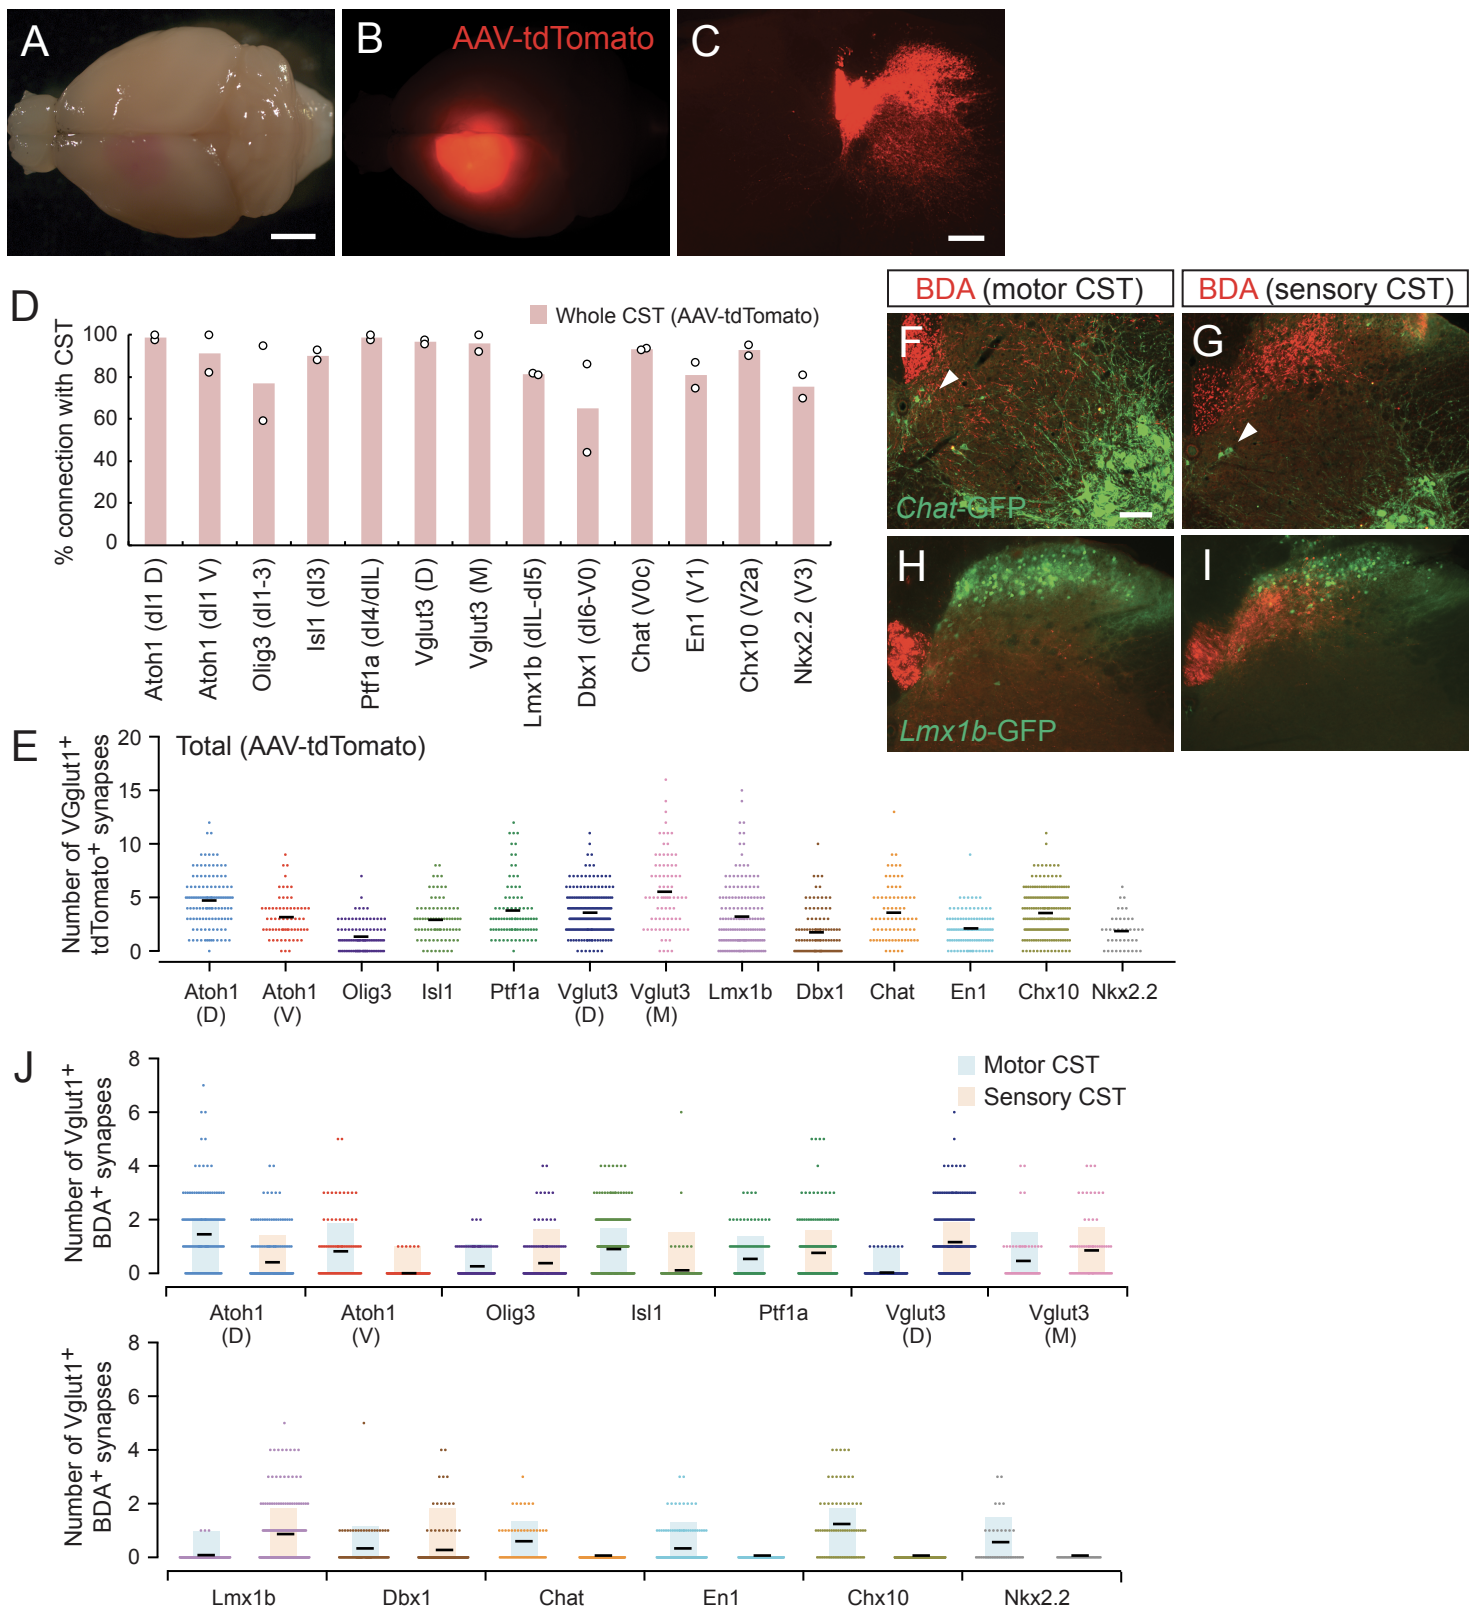 A
B
AAV-tdTomato
C
D
Whole CST (AAV-tdTomato)
% connection with CST
100
80
60
40
20
0
Atoh1 (dI1 D)
Atoh1 (dI1 V)
Olig3 (dI1-3)
Isl1 (dI3)
Ptf1a (dI4/dIL)
Vglut3 (D)
Vglut3 (M)
Lmx1b (dIL-dI5)
Dbx1 (dI6-V0)
Chat (V0c)
En1 (V1)
Chx10 (V2a)
Nkx2.2 (V3)
BDA (motor CST)
BDA (sensory CST)
F
Chat-GFP
G
H
Lmx1b-GFP
I
E
Total (AAV-tdTomato)
Number of VGglut1+
tdTomato+ synapses
20
15
10
5
0
Atoh1 (D)
Atoh1 (V)
Olig3
Isl1
Ptf1a
Vglut3 (D)
Vglut3 (M)
Lmx1b
Dbx1
Chat
En1
Chx10
Nkx2.2
J
Motor CST
Sensory CST
Number of Vglut1+
BDA+ synapses
8
6
4
2
0
Atoh1 (D)
Atoh1 (V)
Olig3
Isl1
Ptf1a
Vglut3 (D)
Vglut3 (M)
Number of Vglut1+
BDA+ synapses
8
6
4
2
0
Lmx1b
Dbx1
Chat
En1
Chx10
Nkx2.2